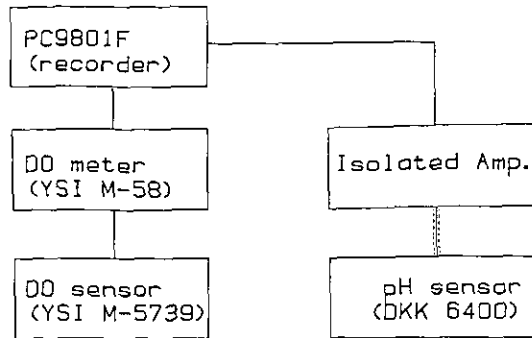 PC9801F
(recorder)
DO meter
(YSI M-58)
Isolated Amp.
DO sensor
(YSI M-5739)
pH sensor
(DKK 6400)